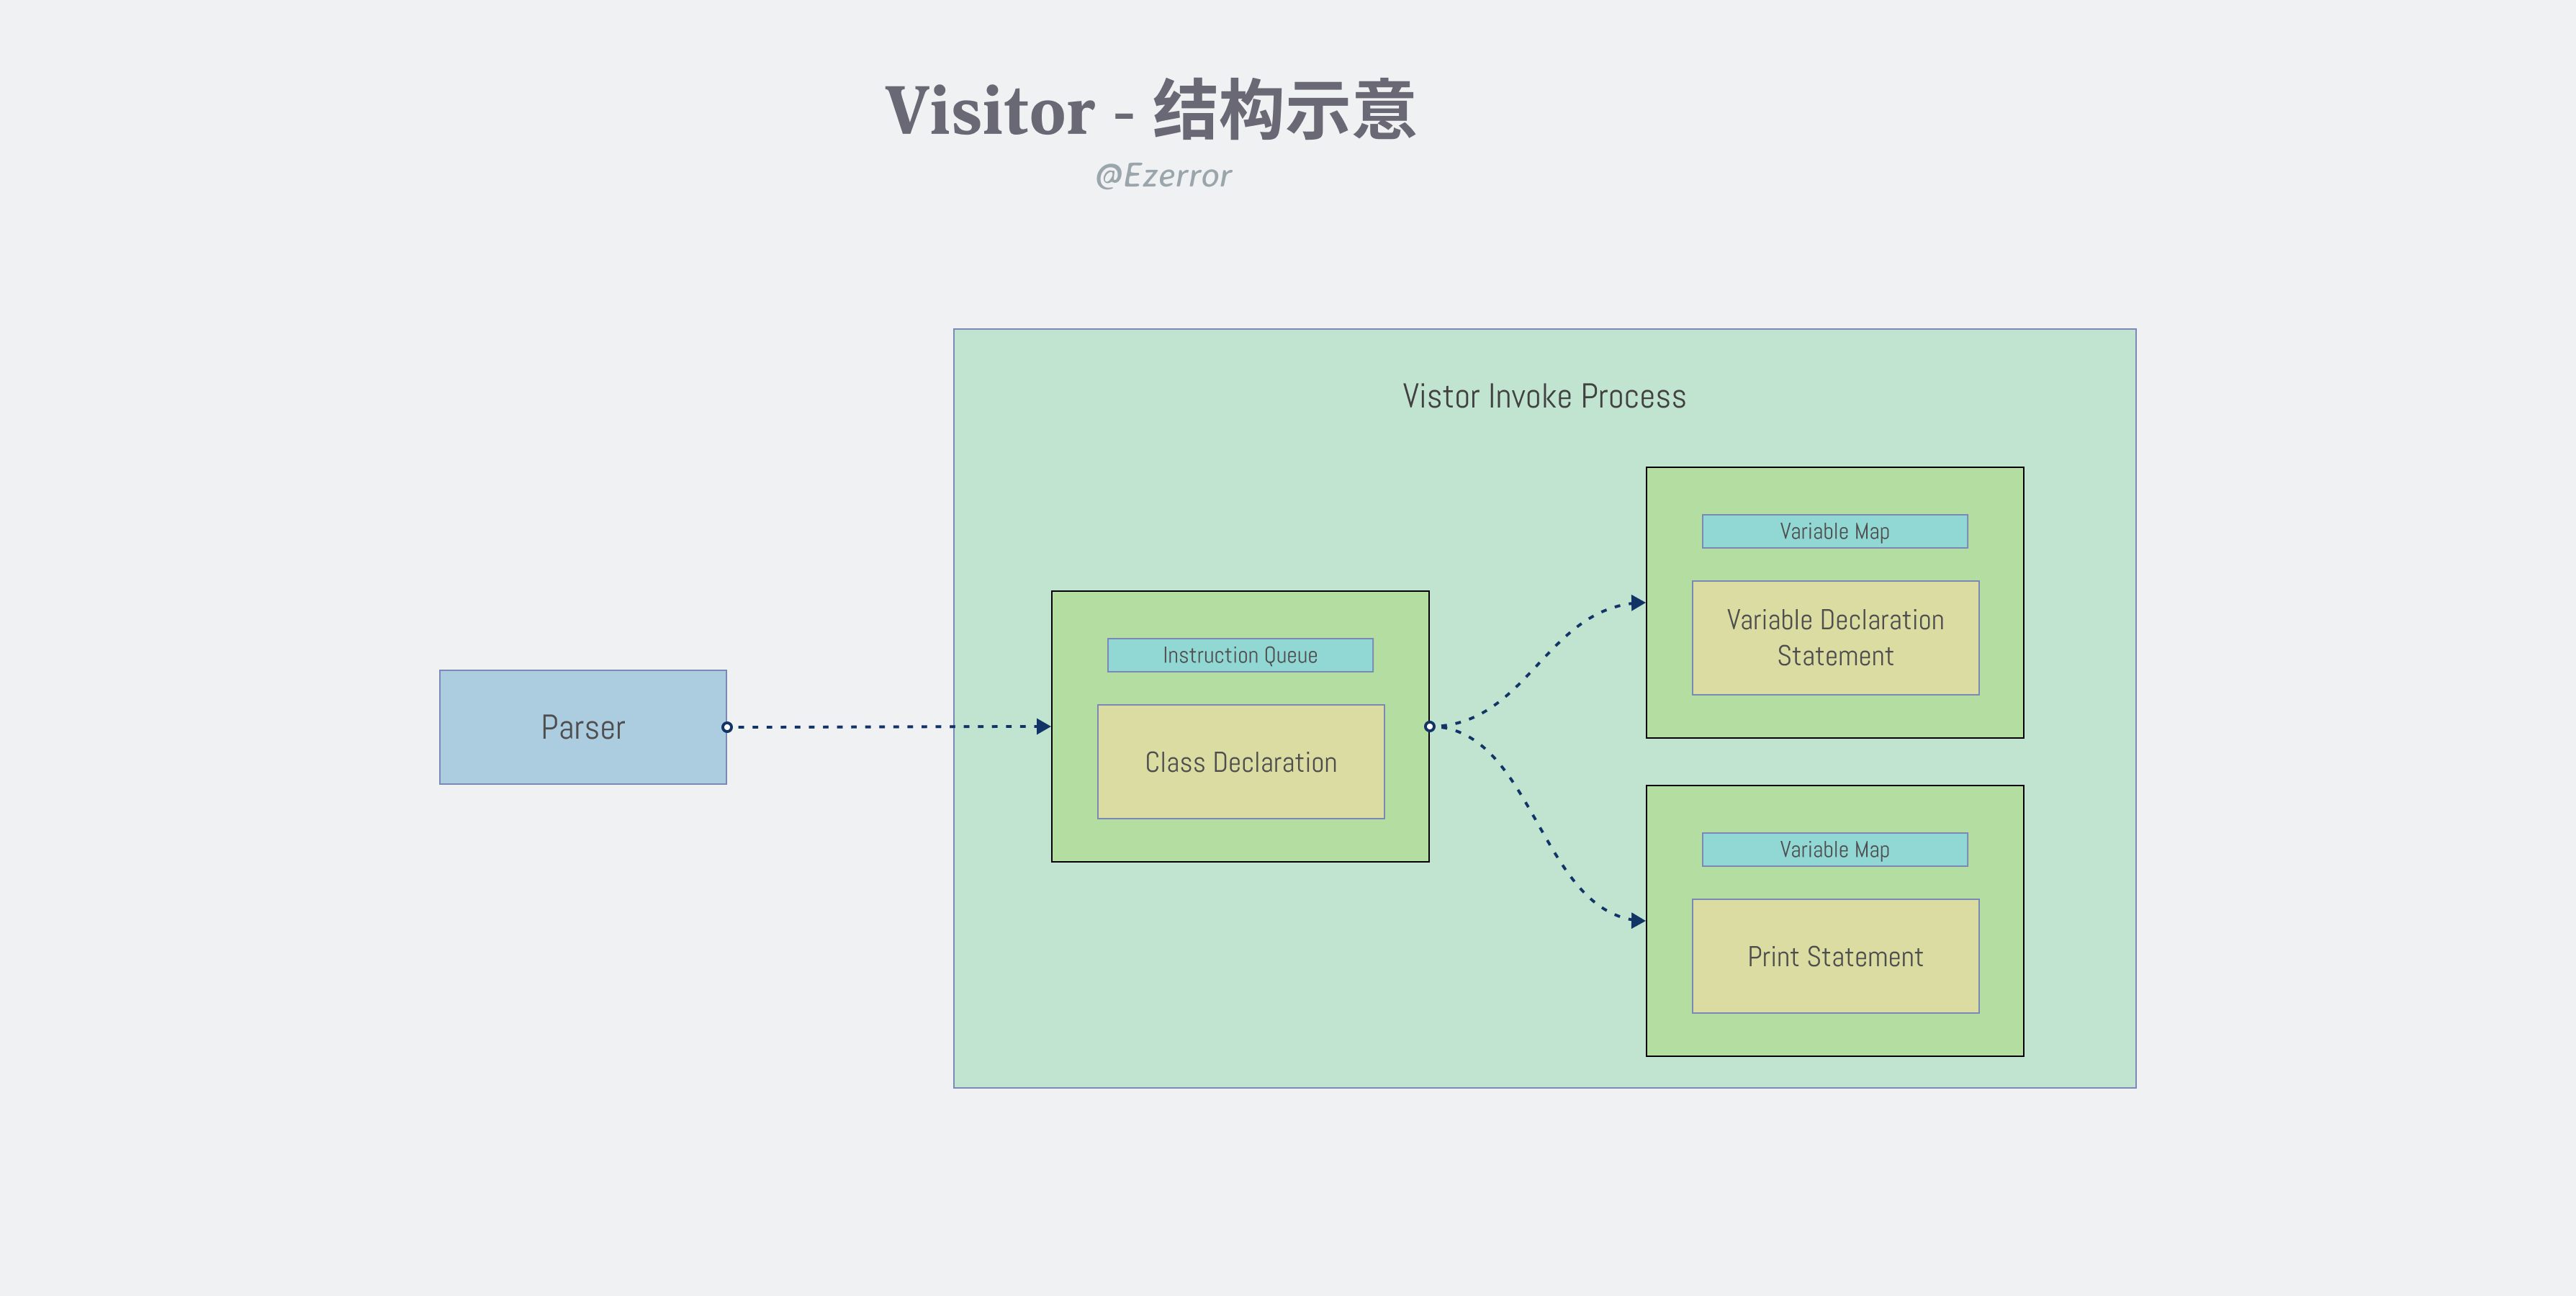 Visitor - 结构示意
@Ezerror
Vistor Invoke Process
Parser
Instruction Queue
Class Declaration
Variable Map
Variable Declaration
Statement
Variable Map
Print Statement